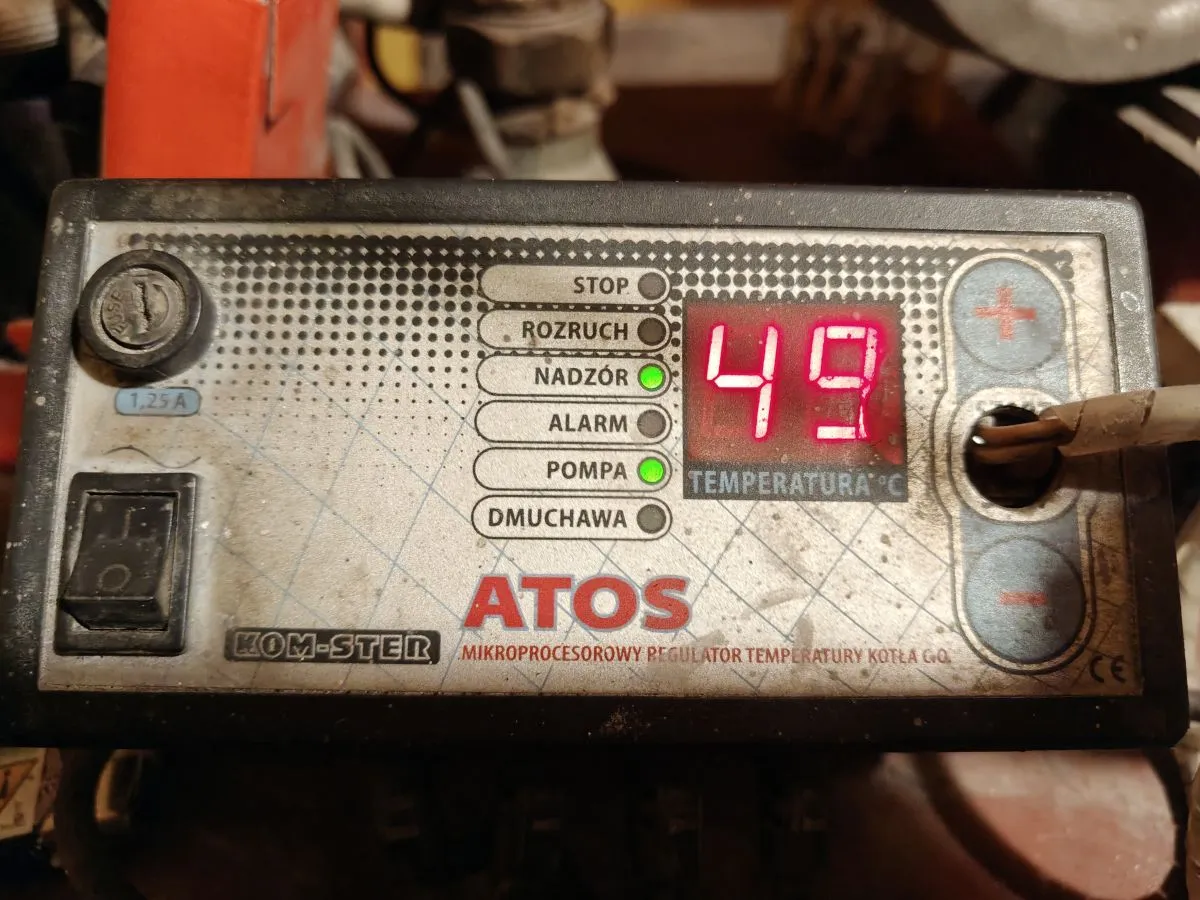 STOP
ROZRUCH
NADZÓR
ALARM
POMPA
DMUCHAWA
49
TEMPERATURA °C
+
-
1,25 A
I
O
KOM-STER
ATOS
MIKROPROCESOROWY REGULATOR TEMPERATURY KOTŁA C.O.
CE